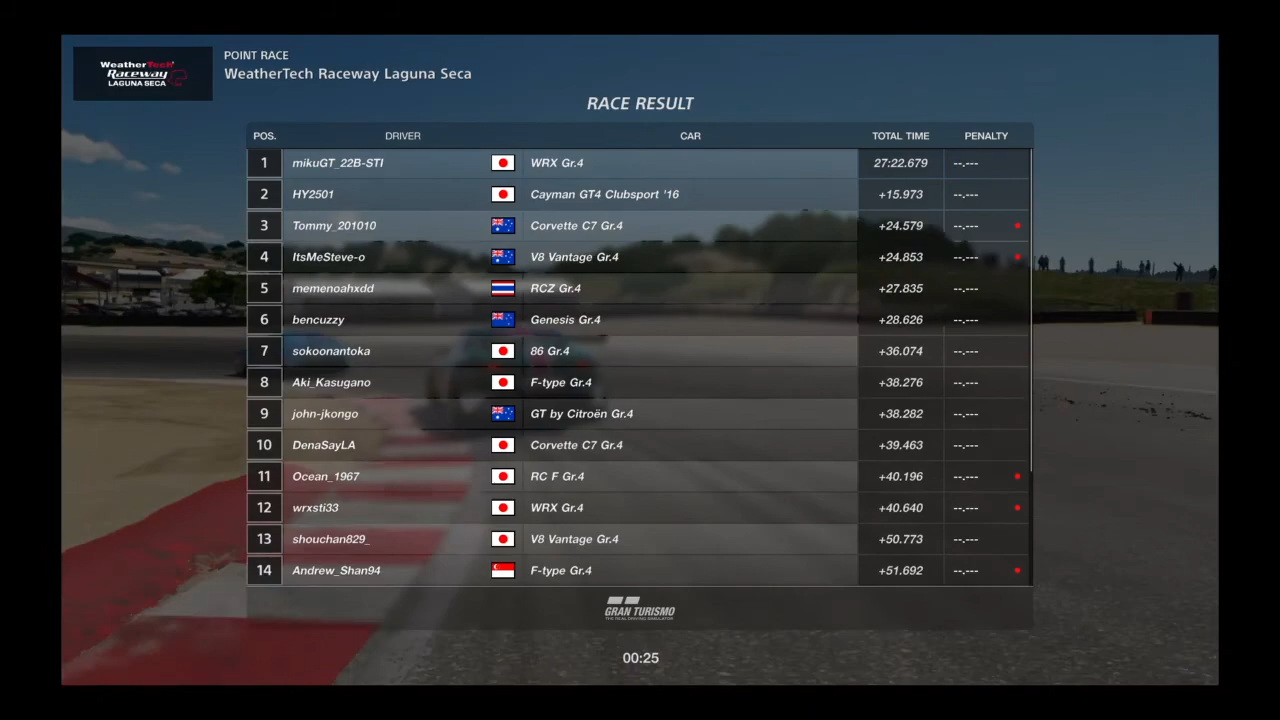 WeatherTech
Raceway
LAGUNA SECA
POINT RACE
WeatherTech Raceway Laguna Seca
RACE RESULT
POS. DRIVER CAR TOTAL TIME PENALTY
1 mikuGT_22B-STI WRX Gr.4 27:22.679 --.---
2 HY2501 Cayman GT4 Clubsport '16 +15.973 --.---
3 Tommy_201010 Corvette C7 Gr.4 +24.579 --.---
4 ItsMeSteve-o V8 Vantage Gr.4 +24.853 --.---
5 memenoahxdd RCZ Gr.4 +27.835 --.---
6 bencuzzy Genesis Gr.4 +28.626 --.---
7 sokoonantoka 86 Gr.4 +36.074 --.---
8 Aki_Kasugano F-type Gr.4 +38.276 --.---
9 john-jkongo GT by Citroën Gr.4 +38.282 --.---
10 DenaSayLA Corvette C7 Gr.4 +39.463 --.---
11 Ocean_1967 RC F Gr.4 +40.196 --.---
12 wrxsti33 WRX Gr.4 +40.640 --.---
13 shouchan829_ V8 Vantage Gr.4 +50.773 --.---
14 Andrew_Shan94 F-type Gr.4 +51.692 --.---
GRAN TURISMO
THE REAL DRIVING SIMULATOR
00:25